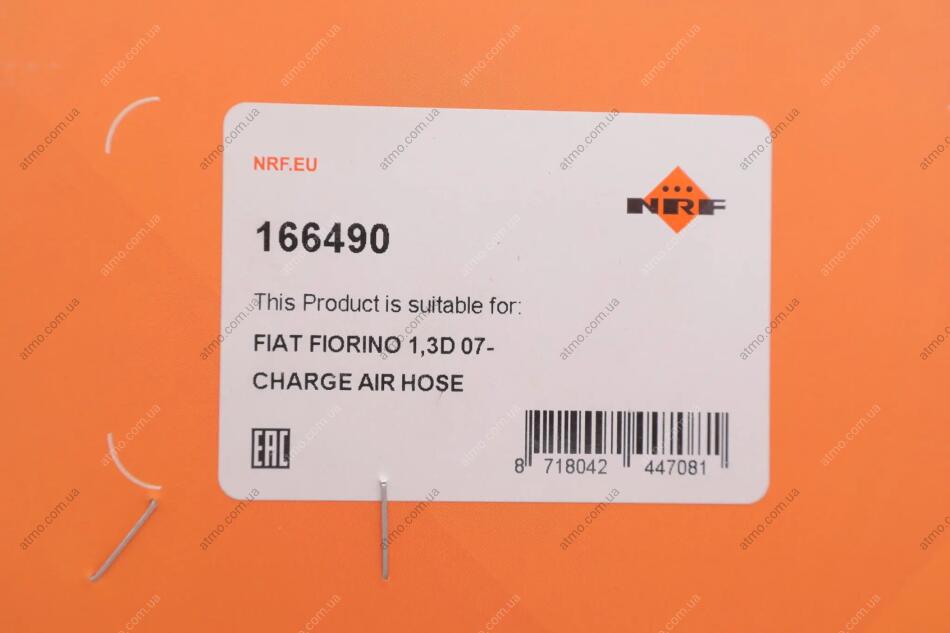 NRF.EU
NRF
166490
This Product is suitable for:
FIAT FIORINO 1,3D 07-
CHARGE AIR HOSE
EAC
8 718042 447081
atmo.com.ua